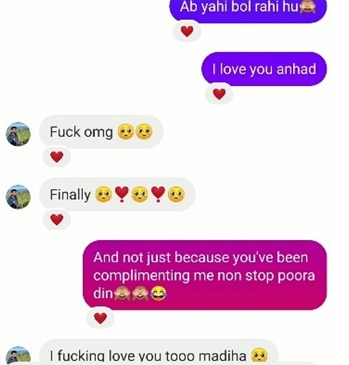 Ab yahi bol rahi hu🙈
I love you anhad
Fuck omg 🥺🥺
Finally 🥺❣️🥺❣️🥺
And not just because you've been
complimenting me non stop poora
din🙈🙈😂
I fucking love you tooo madiha 🥺